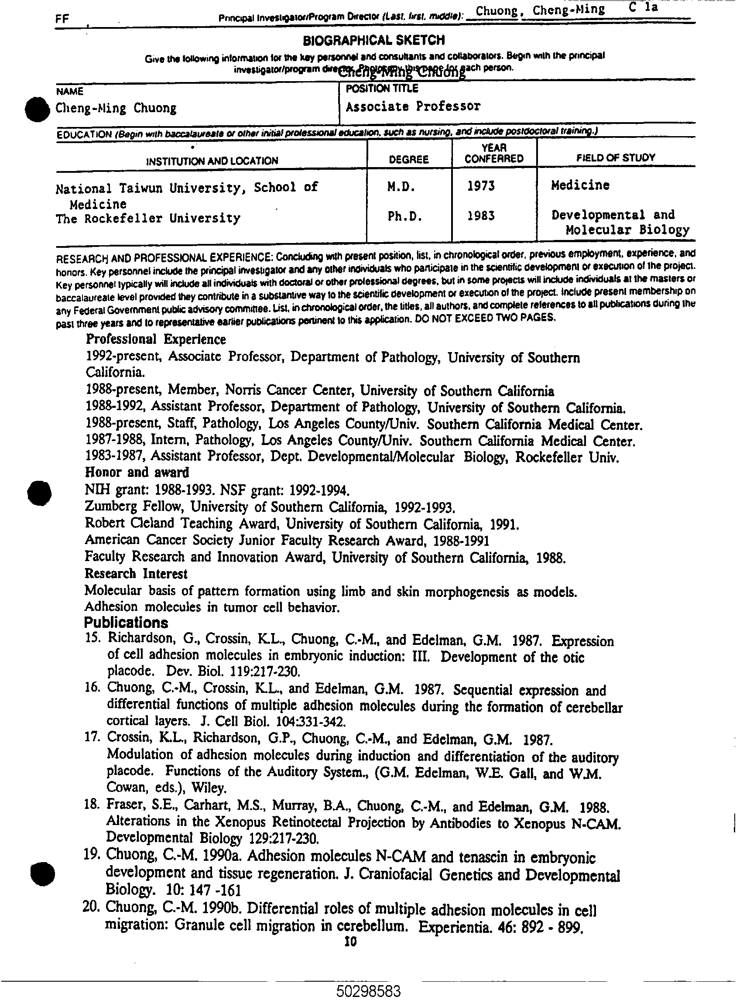 FF
Principal Investigator/Program Director (Last, first, middle): Chuong, Cheng-Ming C 1a
BIOGRAPHICAL SKETCH
Give the following information for the key personnel and consultants and collaborators. Begin with the principal
investigator/program each person.
Cheng-Ming Chuong
NAME
POSITION TITLE
Cheng-Ming Chuong
Associate Professor
EDUCATION (Begin with baccalaureate or other initial professional education, such as nursing, and include postdoctoral training.)
INSTITUTION AND LOCATION
DEGREE
YEAR
CONFERRED
FIELD OF STUDY
National Taiwun University, School of
Medicine
M.D.
1973
Medicine
The Rockefeller University
Ph.D.
1983
Developmental and
Molecular Biology
RESEARCH AND PROFESSIONAL EXPERIENCE: Concluding with present position, list, in chronological order, previous employment, experience, and
honors. Key personnel include the principal investigator and any other individuals who participate in the scientific development or execution of the project.
Key personnel typically will include all individuals with doctoral or other professional degrees, but in some projects will include individuals at the masters or
baccalaureate level provided they contribute in a substantive way to the scientific development or execution of the project. Include present membership on
any Federal Government public advisory committee. List, in chronological order, the titles, all authors, and complete references to all publications during the
past three years and to representative earlier publications pertinent to this application. DO NOT EXCEED TWO PAGES.
Professional Experience
1992-present, Associate Professor, Department of Pathology, University of Southern
California.
1988-present, Member, Norris Cancer Center, University of Southern California
1988-1992, Assistant Professor, Department of Pathology, University of Southern California.
1988-present, Staff, Pathology, Los Angeles County/Univ. Southern California Medical Center.
1987-1988, Intern, Pathology, Los Angeles County/Univ. Southern California Medical Center.
1983-1987, Assistant Professor, Dept. Developmental/Molecular Biology, Rockefeller Univ.
Honor and award
NIH grant: 1988-1993. NSF grant: 1992-1994.
Zumberg Fellow, University of Southern California, 1992-1993.
Robert Cleland Teaching Award, University of Southern California, 1991.
American Cancer Society Junior Faculty Research Award, 1988-1991
Faculty Research and Innovation Award, University of Southern California, 1988.
Research Interest
Molecular basis of pattern formation using limb and skin morphogenesis as models.
Adhesion molecules in tumor cell behavior.
Publications
15. Richardson, G., Crossin, K.L., Chuong, C.-M., and Edelman, G.M. 1987. Expression
of cell adhesion molecules in embryonic induction: III. Development of the otic
placode. Dev. Biol. 119:217-230.
16. Chuong, C.-M., Crossin, K.L., and Edelman, G.M. 1987. Sequential expression and
differential functions of multiple adhesion molecules during the formation of cerebellar
cortical layers. J. Cell Biol. 104:331-342.
17. Crossin, K.L., Richardson, G.P., Chuong, C.-M., and Edelman, G.M. 1987.
Modulation of adhesion molecules during induction and differentiation of the auditory
placode. Functions of the Auditory System., (G.M. Edelman, W.E. Gall, and W.M.
Cowan, eds.), Wiley.
18. Fraser, S.E., Carhart, M.S., Murray, B.A., Chuong, C.-M., and Edelman, G.M. 1988.
Alterations in the Xenopus Retinotectal Projection by Antibodies to Xenopus N-CAM.
Developmental Biology 129:217-230.
19. Chuong, C.-M. 1990a. Adhesion molecules N-CAM and tenascin in embryonic
development and tissue regeneration. J. Craniofacial Genetics and Developmental
Biology. 10: 147 -161
20. Chuong, C.-M. 1990b. Differential roles of multiple adhesion molecules in cell
migration: Granule cell migration in cerebellum. Experientia. 46: 892 - 899.
10
50298583